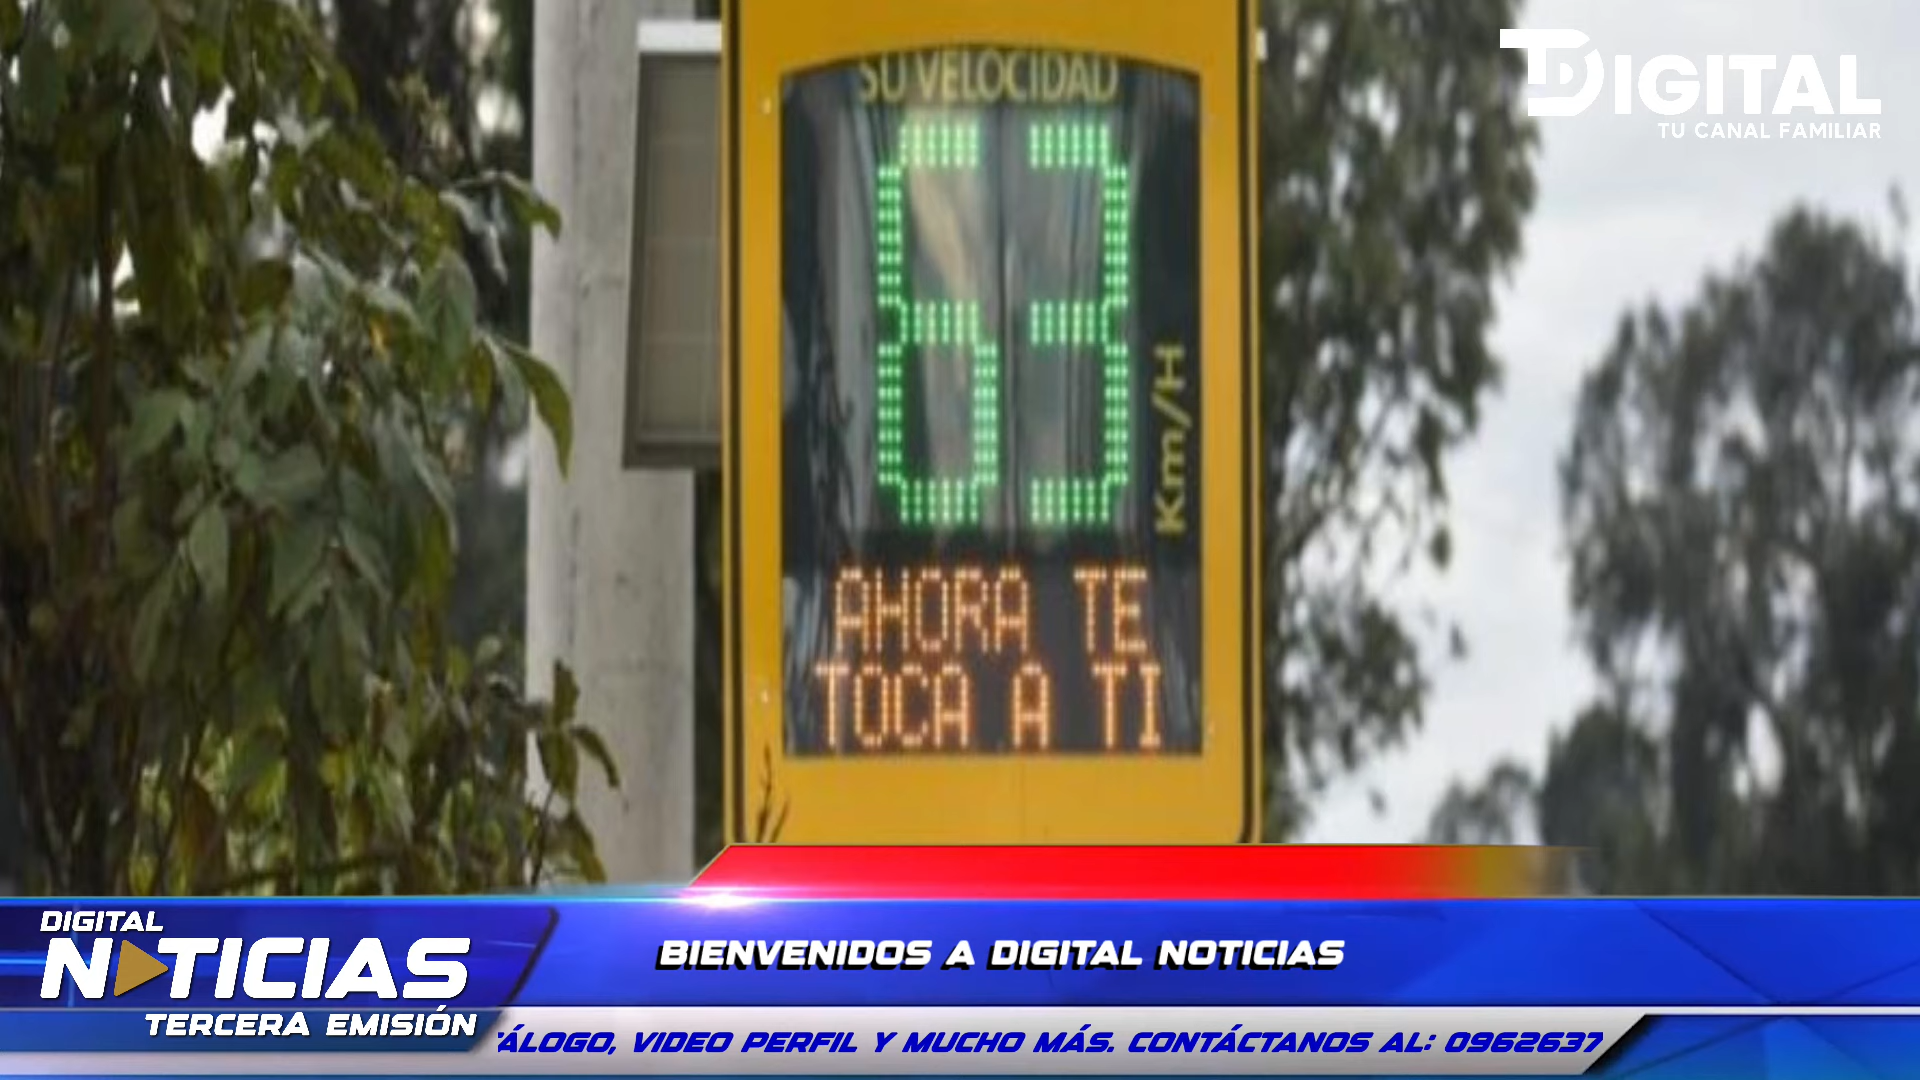 SU VELOCIDAD
63
Km/H
AHORA TE
TOCA A TI
DIGITAL
TU CANAL FAMILIAR
DIGITAL
NOTICIAS
TERCERA EMISIÓN
BIENVENIDOS A DIGITAL NOTICIAS
ÁLOGO, VIDEO PERFIL Y MUCHO MÁS. CONTÁCTANOS AL: 0962637